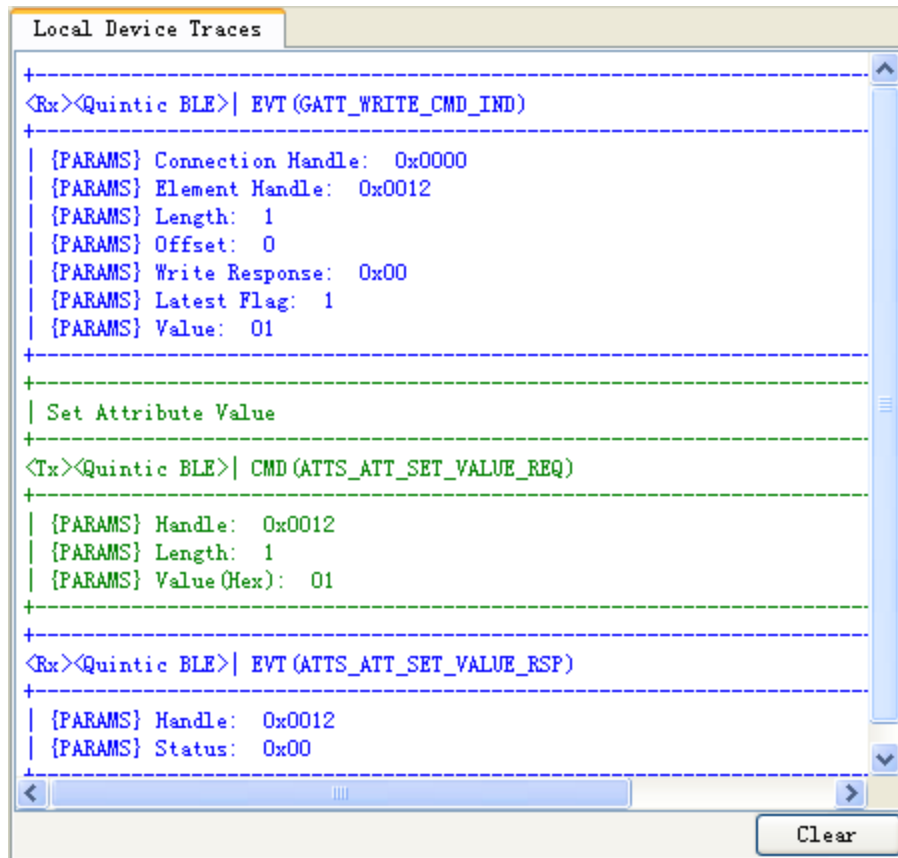 Local Device Traces
+----------------------------------------------------------------------
<Rx><Quintic BLE>| EVT(GATT_WRITE_CMD_IND)
+----------------------------------------------------------------------
| {PARAMS} Connection Handle: 0x0000
| {PARAMS} Element Handle: 0x0012
| {PARAMS} Length: 1
| {PARAMS} Offset: 0
| {PARAMS} Write Response: 0x00
| {PARAMS} Latest Flag: 1
| {PARAMS} Value: 01
+----------------------------------------------------------------------
+----------------------------------------------------------------------
| Set Attribute Value
+----------------------------------------------------------------------
<Tx><Quintic BLE>| CMD(ATTS_ATT_SET_VALUE_REQ)
+----------------------------------------------------------------------
| {PARAMS} Handle: 0x0012
| {PARAMS} Length: 1
| {PARAMS} Value(Hex): 01
+----------------------------------------------------------------------
+----------------------------------------------------------------------
<Rx><Quintic BLE>| EVT(ATTS_ATT_SET_VALUE_RSP)
+----------------------------------------------------------------------
| {PARAMS} Handle: 0x0012
| {PARAMS} Status: 0x00
+----------------------------------------------------------------------
Clear